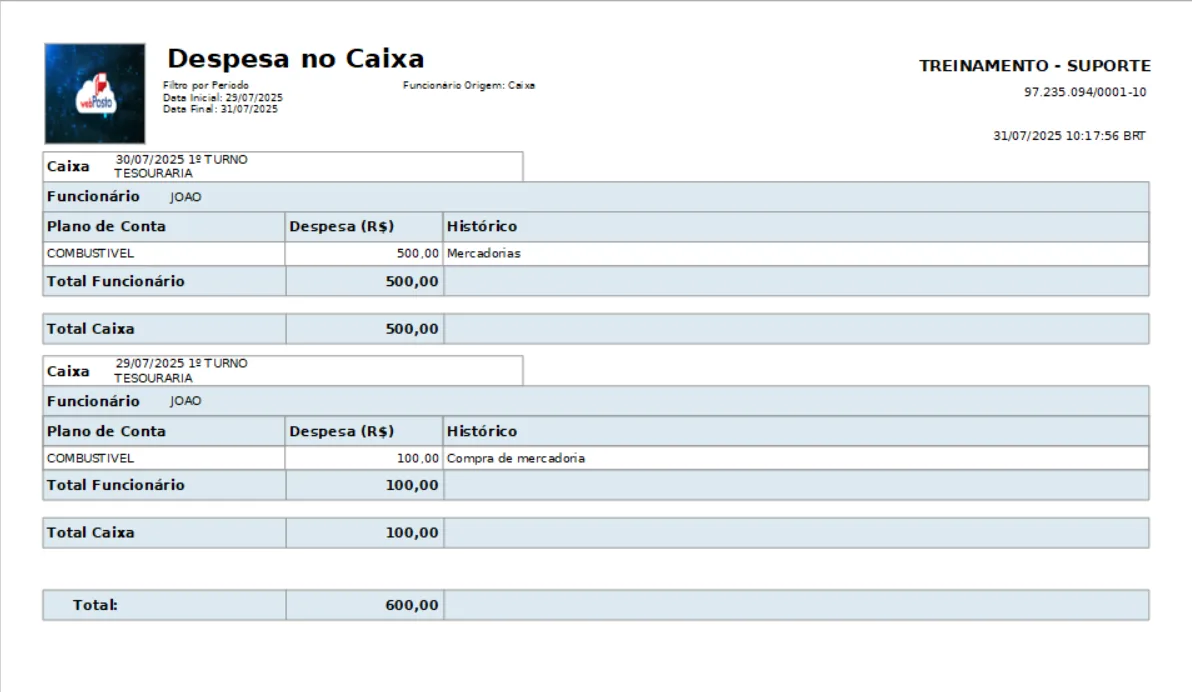 webPosto
Despesa no Caixa
Filtro por Periodo
Funcionário Origem: Caixa
Data Inicial: 29/07/2025
Data Final: 31/07/2025
TREINAMENTO - SUPORTE
97.235.094/0001-10
31/07/2025 10:17:56 BRT
Caixa 30/07/2025 1º TURNO
TESOURARIA
Funcionário JOAO
Plano de Conta Despesa (R$) Histórico
COMBUSTIVEL 500,00 Mercadorias
Total Funcionário 500,00
Total Caixa 500,00
Caixa 29/07/2025 1º TURNO
TESOURARIA
Funcionário JOAO
Plano de Conta Despesa (R$) Histórico
COMBUSTIVEL 100,00 Compra de mercadoria
Total Funcionário 100,00
Total Caixa 100,00
Total: 600,00